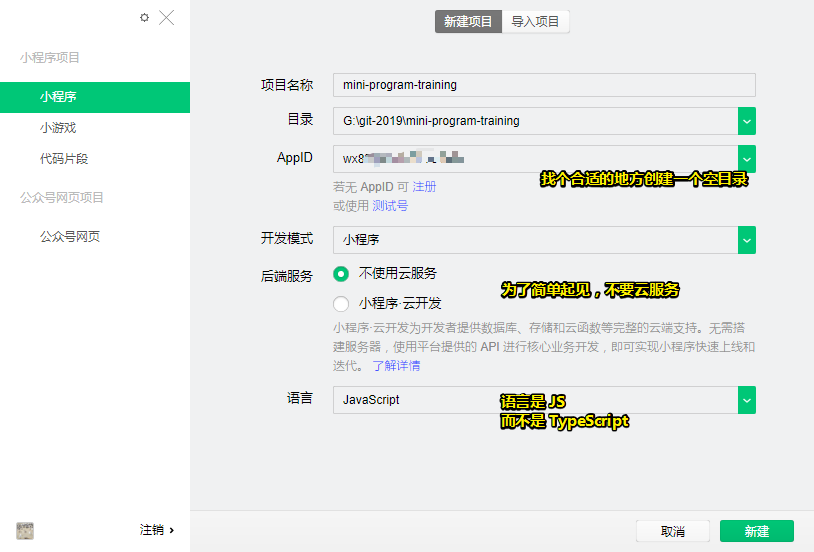 新建项目 导入项目
小程序项目
小程序
小游戏
代码片段
公众号网页项目
公众号网页
注销
项目名称 mini-program-training
目录 G:\git-2019\mini-program-training
AppID
找个合适的地方创建一个空目录
若无 AppID 可 注册
或使用 测试号
开发模式 小程序
后端服务 不使用云服务
为了简单起见，不要云服务
小程序·云开发
小程序·云开发为开发者提供数据库、存储和云函数等完整的云端支持。无需搭
建服务器，使用平台提供的 API 进行核心业务开发，即可实现小程序快速上线和
迭代。 了解详情
语言 JavaScript
语言是 JS
而不是 TypeScript
取消 新建